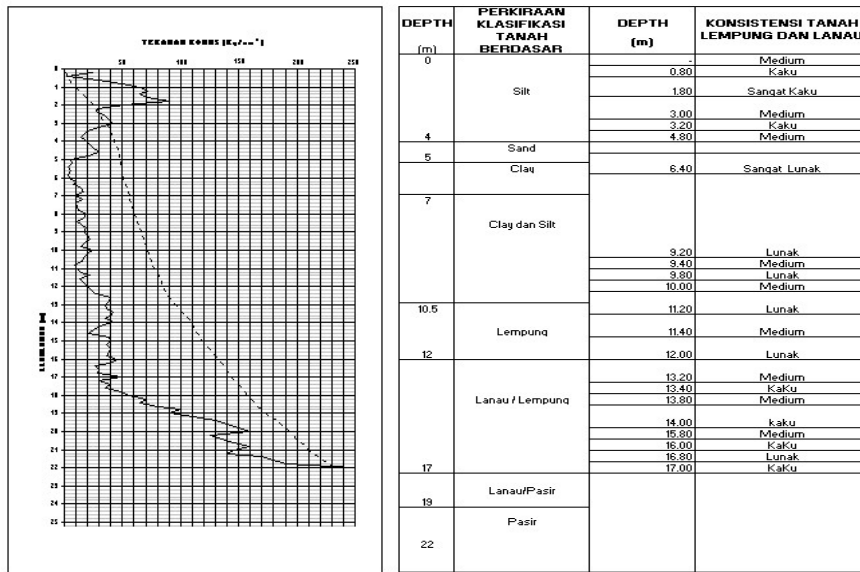 TEKANAN KONUS (Kg/cm²)
0 50 100 150 200 250
0
1
2
3
4
5
6
7
8
9
10
11
12
13
14
15
16
17
18
19
20
21
22
23
24
25
DEPTH (m) PERKIRAAN KLASIFIKASI TANAH BERDASAR DEPTH (m) KONSISTENSI TANAH LEMPUNG DAN LANAU
0 - Medium
0.80 Kaku
Silt 1.80 Sangat Kaku
3.00 Medium
3.20 Kaku
4 4.80 Medium
Sand
5
Clay 6.40 Sangat Lunak
7
Clay dan Silt
9.20 Lunak
9.40 Medium
9.80 Lunak
10.00 Medium
10.5 11.20 Lunak
Lempung 11.40 Medium
12 12.00 Lunak
13.20 Medium
13.40 KaKu
Lanau / Lempung 13.80 Medium
14.00 kaku
15.80 Medium
16.00 KaKu
16.80 Lunak
17 17.00 KaKu
Lanau/Pasir
19
Pasir
22